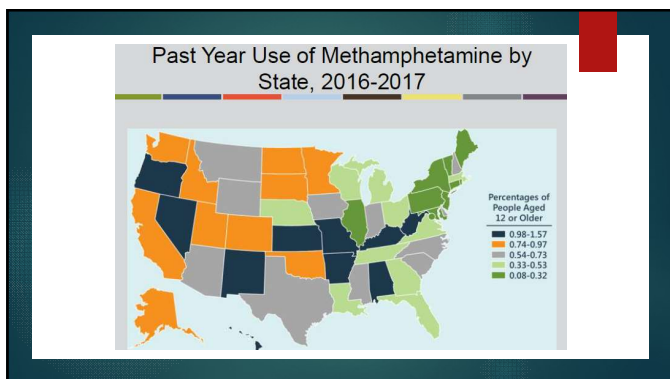 Past Year Use of Methamphetamine by
State, 2016-2017
Percentages of
People Aged
12 or Older
0.98-1.57
0.74-0.97
0.54-0.73
0.33-0.53
0.08-0.32